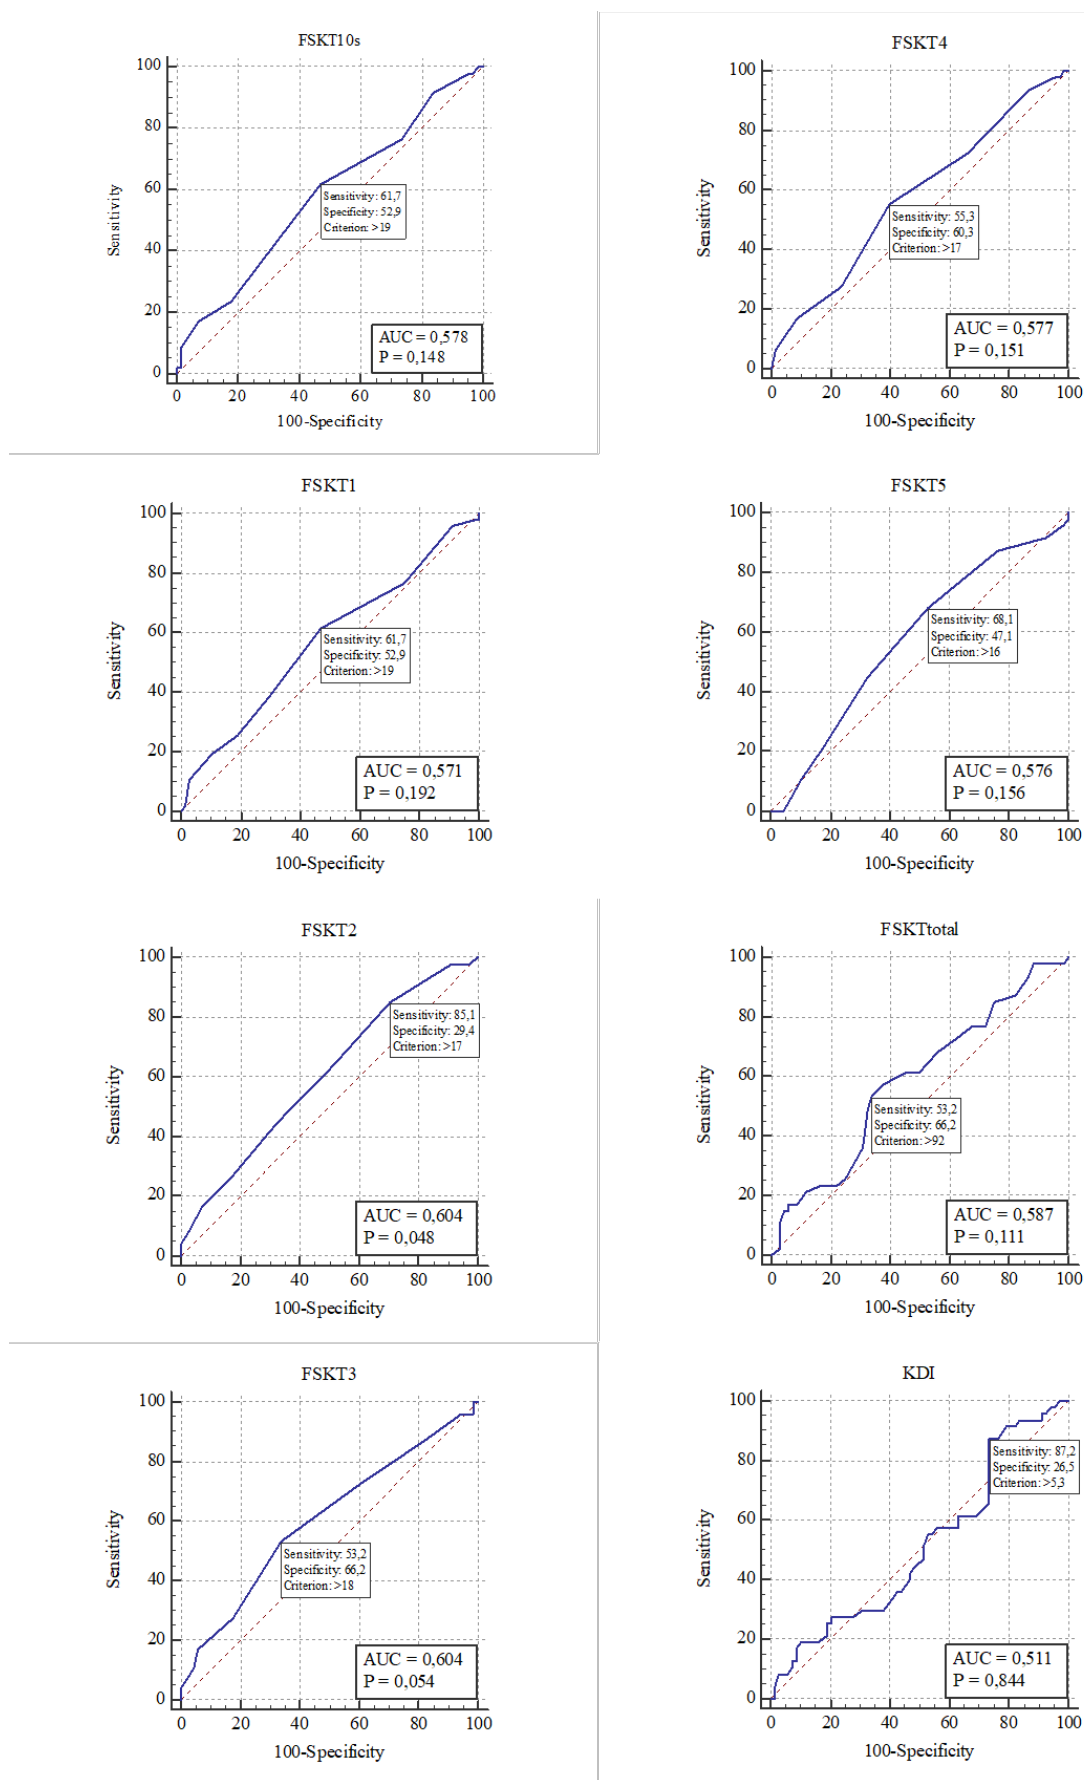 FSKT10s
100
80
60
40
20
0
Sensitivity
Sensitivity: 61,7
Specificity: 52,9
Criterion: >19
AUC = 0,578
P = 0,148
0 20 40 60 80 100
100-Specificity
FSKT4
100
80
60
40
20
0
Sensitivity
Sensitivity: 55,3
Specificity: 60,3
Criterion: >17
AUC = 0,577
P = 0,151
0 20 40 60 80 100
100-Specificity
FSKT1
100
80
60
40
20
0
Sensitivity
Sensitivity: 61,7
Specificity: 52,9
Criterion: >19
AUC = 0,571
P = 0,192
0 20 40 60 80 100
100-Specificity
FSKT5
100
80
60
40
20
0
Sensitivity
Sensitivity: 68,1
Specificity: 47,1
Criterion: >16
AUC = 0,576
P = 0,156
0 20 40 60 80 100
100-Specificity
FSKT2
100
80
60
40
20
0
Sensitivity
Sensitivity: 85,1
Specificity: 29,4
Criterion: >17
AUC = 0,604
P = 0,048
0 20 40 60 80 100
100-Specificity
FSKTtotal
100
80
60
40
20
0
Sensitivity
Sensitivity: 53,2
Specificity: 66,2
Criterion: >92
AUC = 0,587
P = 0,111
0 20 40 60 80 100
100-Specificity
FSKT3
100
80
60
40
20
0
Sensitivity
Sensitivity: 53,2
Specificity: 66,2
Criterion: >18
AUC = 0,604
P = 0,054
0 20 40 60 80 100
100-Specificity
KDI
100
80
60
40
20
0
Sensitivity
Sensitivity: 87,2
Specificity: 26,5
Criterion: >5,3
AUC = 0,511
P = 0,844
0 20 40 60 80 100
100-Specificity